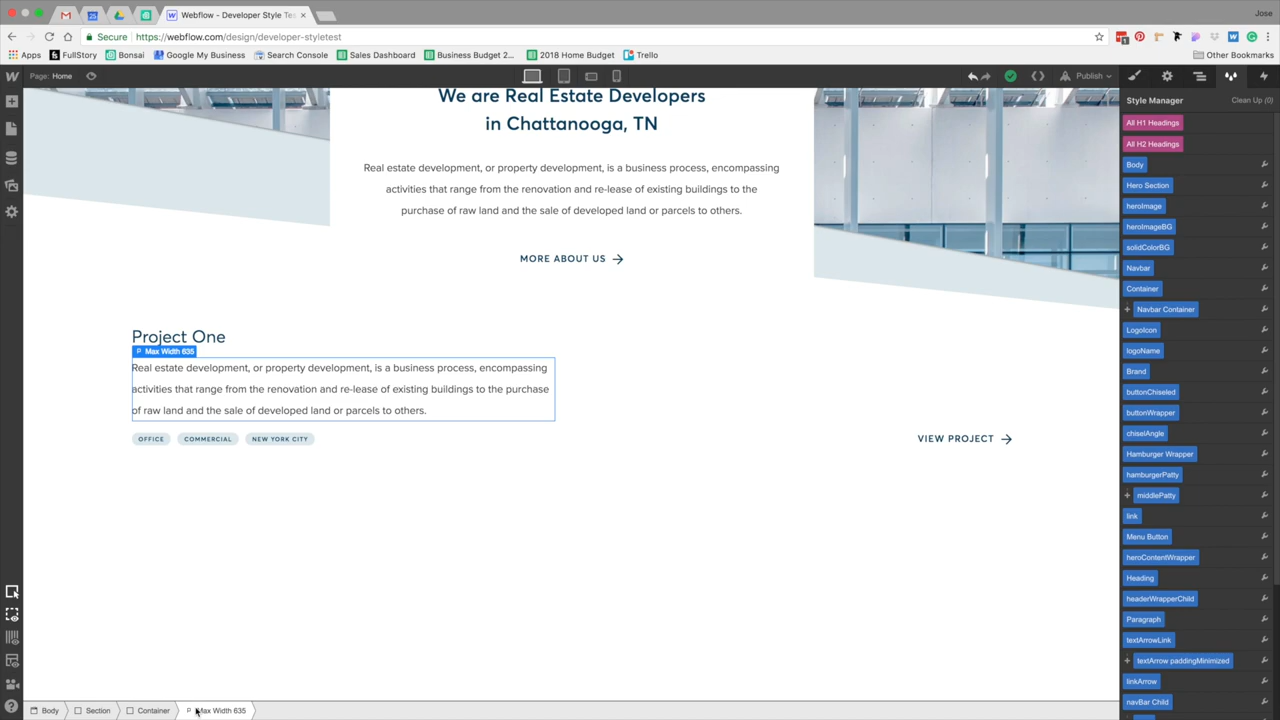 Webflow - Developer Style Tes
Jose
Secure
https://webflow.com/design/developer-styletest
Apps
FullStory
Bonsai
Google My Business
Search Console
Sales Dashboard
Business Budget 2...
2018 Home Budget
Trello
Other Bookmarks
Page: Home
Publish
We are Real Estate Developers
in Chattanooga, TN
Real estate development, or property development, is a business process, encompassing
activities that range from the renovation and re-lease of existing buildings to the
purchase of raw land and the sale of developed land or parcels to others.
MORE ABOUT US
Project One
P Max Width 635
Real estate development, or property development, is a business process, encompassing
activities that range from the renovation and re-lease of existing buildings to the purchase
of raw land and the sale of developed land or parcels to others.
OFFICE
COMMERCIAL
NEW YORK CITY
VIEW PROJECT
Style Manager
Clean Up (0)
All H1 Headings
All H2 Headings
Body
Hero Section
heroImage
heroImageBG
solidColorBG
Navbar
Container
Navbar Container
LogoIcon
logoName
Brand
buttonChiseled
buttonWrapper
chiselAngle
Hamburger Wrapper
hamburgerPatty
middlePatty
link
Menu Button
heroContentWrapper
Heading
headerWrapperChild
Paragraph
textArrowLink
textArrow paddingMinimized
linkArrow
navBar Child
Body
Section
Container
P Max Width 635